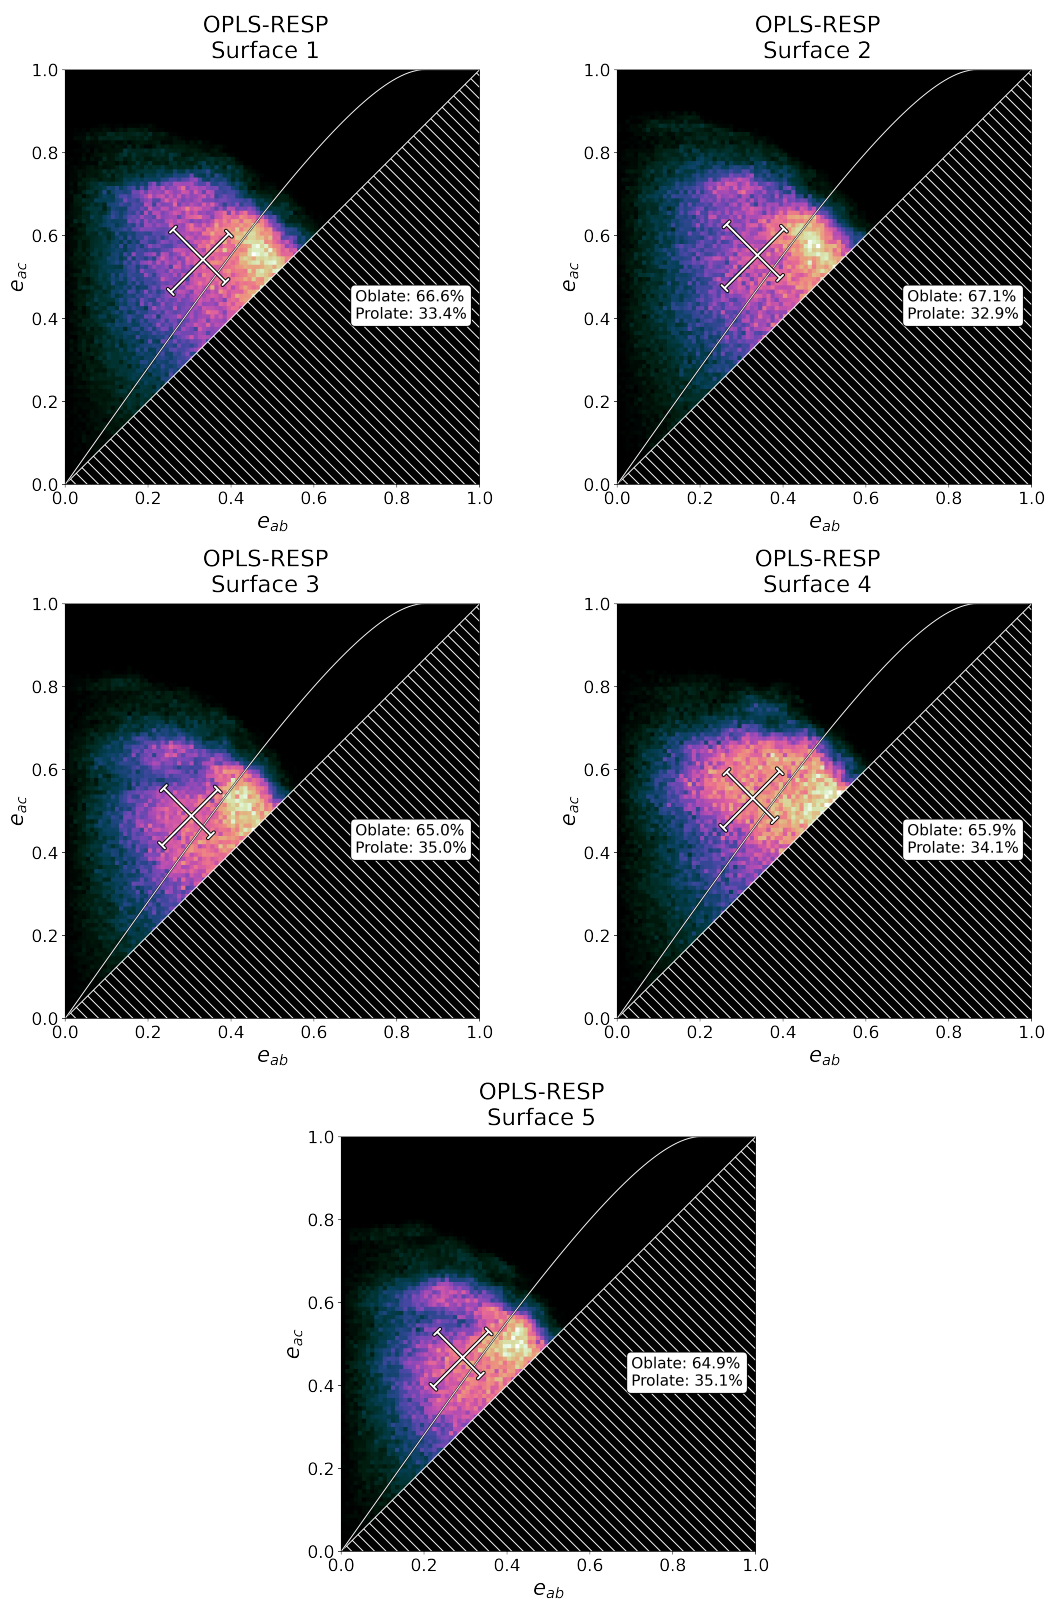 OPLS-RESP
Surface 1
1.0
0.8
0.6
0.4
0.2
0.0
e_ac
Oblate: 66.6%
Prolate: 33.4%
0.0 0.2 0.4 0.6 0.8 1.0
e_ab
OPLS-RESP
Surface 2
1.0
0.8
0.6
0.4
0.2
0.0
e_ac
Oblate: 67.1%
Prolate: 32.9%
0.0 0.2 0.4 0.6 0.8 1.0
e_ab
OPLS-RESP
Surface 3
1.0
0.8
0.6
0.4
0.2
0.0
e_ac
Oblate: 65.0%
Prolate: 35.0%
0.0 0.2 0.4 0.6 0.8 1.0
e_ab
OPLS-RESP
Surface 4
1.0
0.8
0.6
0.4
0.2
0.0
e_ac
Oblate: 65.9%
Prolate: 34.1%
0.0 0.2 0.4 0.6 0.8 1.0
e_ab
OPLS-RESP
Surface 5
1.0
0.8
0.6
0.4
0.2
0.0
e_ac
Oblate: 64.9%
Prolate: 35.1%
0.0 0.2 0.4 0.6 0.8 1.0
e_ab